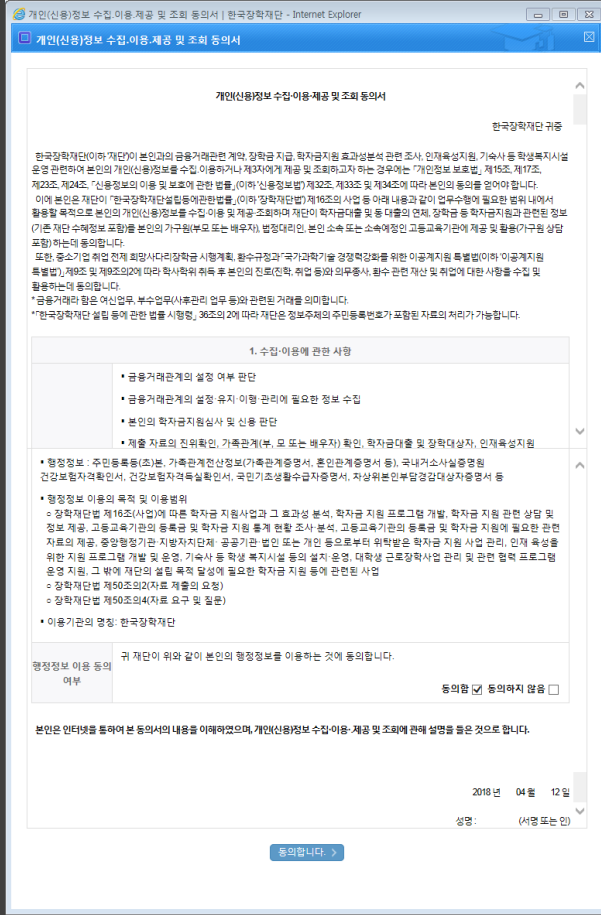 개인(신용)정보 수집.이용.제공 및 조회 동의서 | 한국장학재단 - Internet Explorer
개인(신용)정보 수집.이용.제공 및 조회 동의서
개인(신용)정보 수집·이용·제공 및 조회 동의서
한국장학재단 귀중
한국장학재단(이하 '재단')이 본인과의 금융거래관련 계약, 장학금 지급, 학자금지원 효과성분석 관련 조사, 인재육성지원, 기숙사 등 학생복지시설
운영 관련하여 본인의 개인(신용)정보를 수집.이용하거나 제3자에게 제공 및 조회하고자 하는 경우에는 「개인정보 보호법」 제15조, 제17조,
제23조, 제24조, 「신용정보의 이용 및 보호에 관한 법률」(이하 '신용정보법') 제32조, 제33조 및 제34조에 따라 본인의 동의를 얻어야 합니다.
이에 본인은 재단이 「한국장학재단설립등에관한법률」(이하 '장학재단법') 제16조의 사업 등 아래 내용과 같이 업무수행에 필요한 범위 내에서
활용할 목적으로 본인의 개인(신용)정보를 수집·이용 및 제공·조회하며 재단이 학자금대출 및 동 대출의 연체, 장학금 등 학자금지원과 관련된 정보
(기존 재단 수혜정보 포함)를 본인의 가구원(부모 또는 배우자), 법정대리인, 본인 소속 또는 소속예정인 고등교육기관에 제공 및 활용(가구원 상담
포함)하는데 동의합니다.
또한, 중소기업 취업 전제 희망사다리장학금 시행계획, 환수규정과 「국가과학기술 경쟁력강화를 위한 이공계지원 특별법(이하 '이공계지원
특별법')」제9조 및 제9조의2에 따라 학사학위 취득 후 본인의 진로(진학, 취업 등)와 의무종사, 환수 관련 재산 및 취업에 대한 사항을 수집 및
활용하는데 동의합니다.
* 금융거래라 함은 여신업무, 부수업무(사후관리 업무 등)와 관련된 거래를 의미합니다.
*「한국장학재단 설립 등에 관한 법률 시행령」 36조의 2에 따라 재단은 정보주체의 주민등록번호가 포함된 자료의 처리가 가능합니다.
1. 수집·이용에 관한 사항
▪ 금융거래관계의 설정 여부 판단
▪ 금융거래관계의 설정·유지·이행·관리에 필요한 정보 수집
▪ 본인의 학자금지원심사 및 신용 판단
▪ 제출 자료의 진위확인, 가족관계(부, 모 또는 배우자) 확인, 학자금대출 및 장학대상자, 인재육성지원
▪ 행정정보 : 주민등록등(초)본, 가족관계전산정보(가족관계증명서, 혼인관계증명서 등), 국내거소사실증명원
건강보험자격확인서, 건강보험자격득실확인서, 국민기초생활수급자증명서, 차상위본인부담경감대상자증명서 등
▪ 행정정보 이용의 목적 및 이용범위
○ 장학재단법 제16조(사업)에 따른 학자금 지원사업과 그 효과성 분석, 학자금 지원 프로그램 개발, 학자금 지원 관련 상담 및
정보 제공, 고등교육기관의 등록금 및 학자금 지원 통계 현황 조사·분석, 고등교육기관의 등록금 및 학자금 지원에 필요한 관련
자료의 제공, 중앙행정기관·지방자치단체· 공공기관·법인 또는 개인 등으로부터 위탁받은 학자금 지원 사업 관리, 인재 육성을
위한 지원 프로그램 개발 및 운영, 기숙사 등 학생 복지시설 등의 설치·운영, 대학생 근로장학사업 관리 및 관련 협력 프로그램
운영 지원, 그 밖에 재단의 설립 목적 달성에 필요한 학자금 지원 등에 관련된 사업
○ 장학재단법 제50조의2(자료 제출의 요청)
○ 장학재단법 제50조의4(자료 요구 및 질문)
▪ 이용기관의 명칭: 한국장학재단
행정정보 이용 동의
여부
귀 재단이 위와 같이 본인의 행정정보를 이용하는 것에 동의합니다.
동의함 동의하지 않음
본인은 인터넷을 통하여 본 동의서의 내용을 이해하였으며, 개인(신용)정보 수집·이용·제공 및 조회에 관해 설명을 들은 것으로 합니다.
2018 년 04 월 12 일
성명 : (서명 또는 인)
동의합니다. >